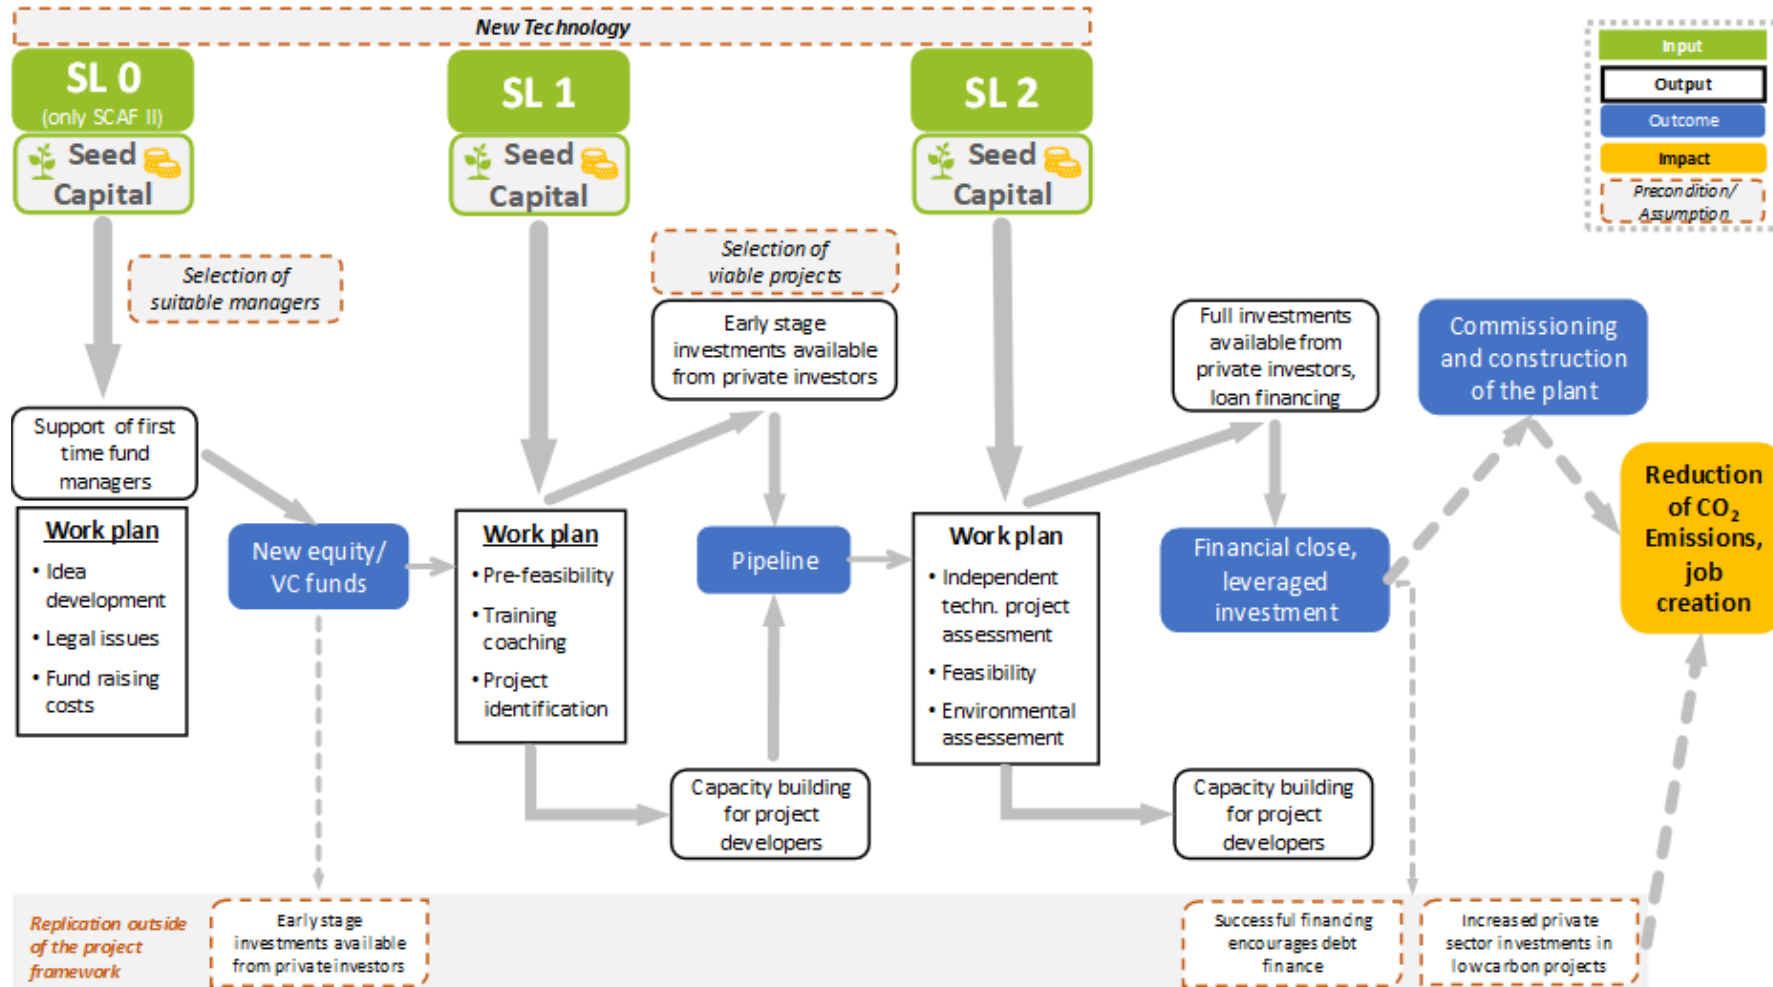 New Technology
SL 0
(only SCAF II)
Seed
Capital
SL 1
Seed
Capital
SL 2
Seed
Capital
Input
Output
Outcome
Impact
Precondition/
Assumption
Selection of
suitable managers
Selection of
viable projects
Early stage
investments available
from private investors
Full investments
available from
private investors,
loan financing
Commissioning
and construction
of the plant
Support of first
time fund
managers
Work plan
• Idea
development
• Legal issues
• Fund raising
costs
New equity/
VC funds
Work plan
• Pre-feasibility
• Training
coaching
• Project
identification
Pipeline
Work plan
• Independent
techn. project
assessment
• Feasibility
• Environmental
assessement
Financial close,
leveraged
investment
Reduction
of CO2
Emissions,
job
creation
Capacity building
for project
developers
Capacity building
for project
developers
Replication outside
of the project
framework
Early stage
investments available
from private investors
Successful financing
encourages debt
finance
Increased private
sector investments in
low carbon projects